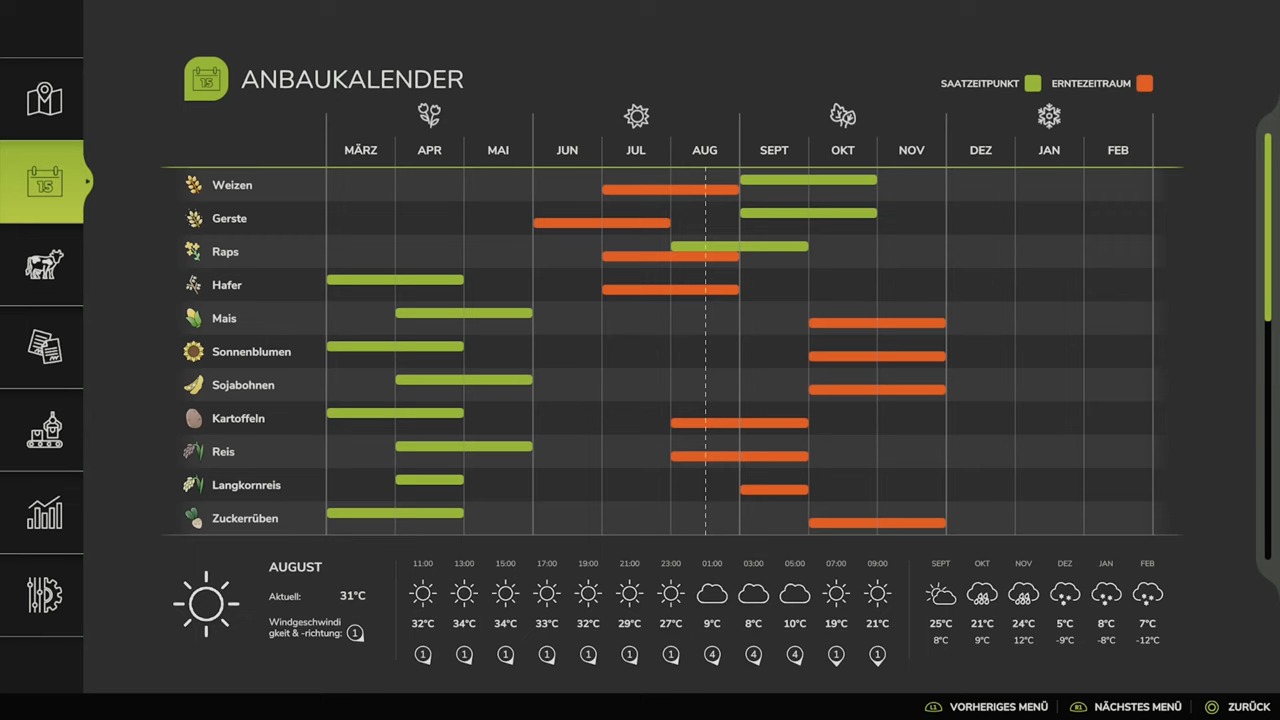 15
ANBAUKALENDER
SAATZEITPUNKT
ERNTEZEITRAUM
MÄRZ APR MAI JUN JUL AUG SEPT OKT NOV DEZ JAN FEB
15
Weizen
Gerste
Raps
Hafer
Mais
Sonnenblumen
Sojabohnen
Kartoffeln
Reis
Langkornreis
Zuckerrüben
AUGUST
Aktuell: 31°C
Windgeschwindi
gkeit & -richtung: 1
11:00 13:00 15:00 17:00 19:00 21:00 23:00 01:00 03:00 05:00 07:00 09:00
32°C 34°C 34°C 33°C 32°C 29°C 27°C 9°C 8°C 10°C 19°C 21°C
1 1 1 1 1 1 1 4 4 4 1 1
SEPT OKT NOV DEZ JAN FEB
25°C 21°C 24°C 5°C 8°C 7°C
8°C 9°C 12°C -9°C -8°C -12°C
L1 VORHERIGES MENÜ R1 NÄCHSTES MENÜ ZURÜCK